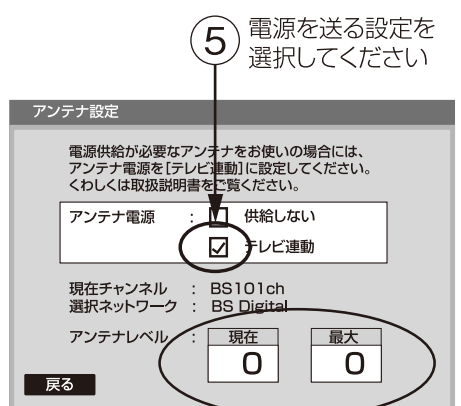 ⑤ 電源を送る設定を
選択してください
アンテナ設定
電源供給が必要なアンテナをお使いの場合には、
アンテナ電源を[テレビ連動]に設定してください。
くわしくは取扱説明書をご覧ください。
アンテナ電源 : 供給しない
テレビ連動
現在チャンネル : BS101ch
選択ネットワーク : BS Digital
アンテナレベル : 現在 最大
0 0
戻る